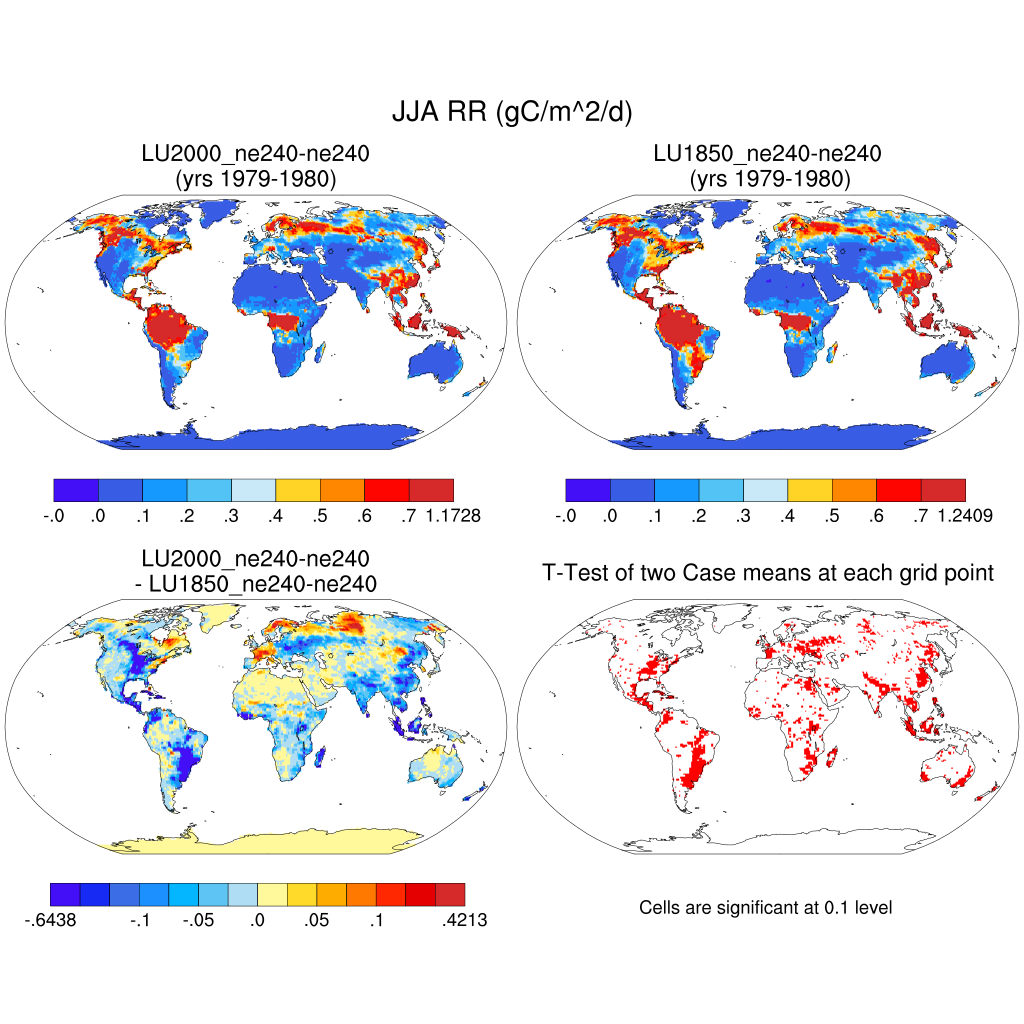 JJA RR (gC/m^2/d)
LU2000_ne240-ne240
(yrs 1979-1980)
LU1850_ne240-ne240
(yrs 1979-1980)
-.0 .0 .1 .2 .3 .4 .5 .6 .7 1.1728
-.0 .0 .1 .2 .3 .4 .5 .6 .7 1.2409
LU2000_ne240-ne240
- LU1850_ne240-ne240
T-Test of two Case means at each grid point
-.6438 -.1 -.05 .0 .05 .1 .4213
Cells are significant at 0.1 level